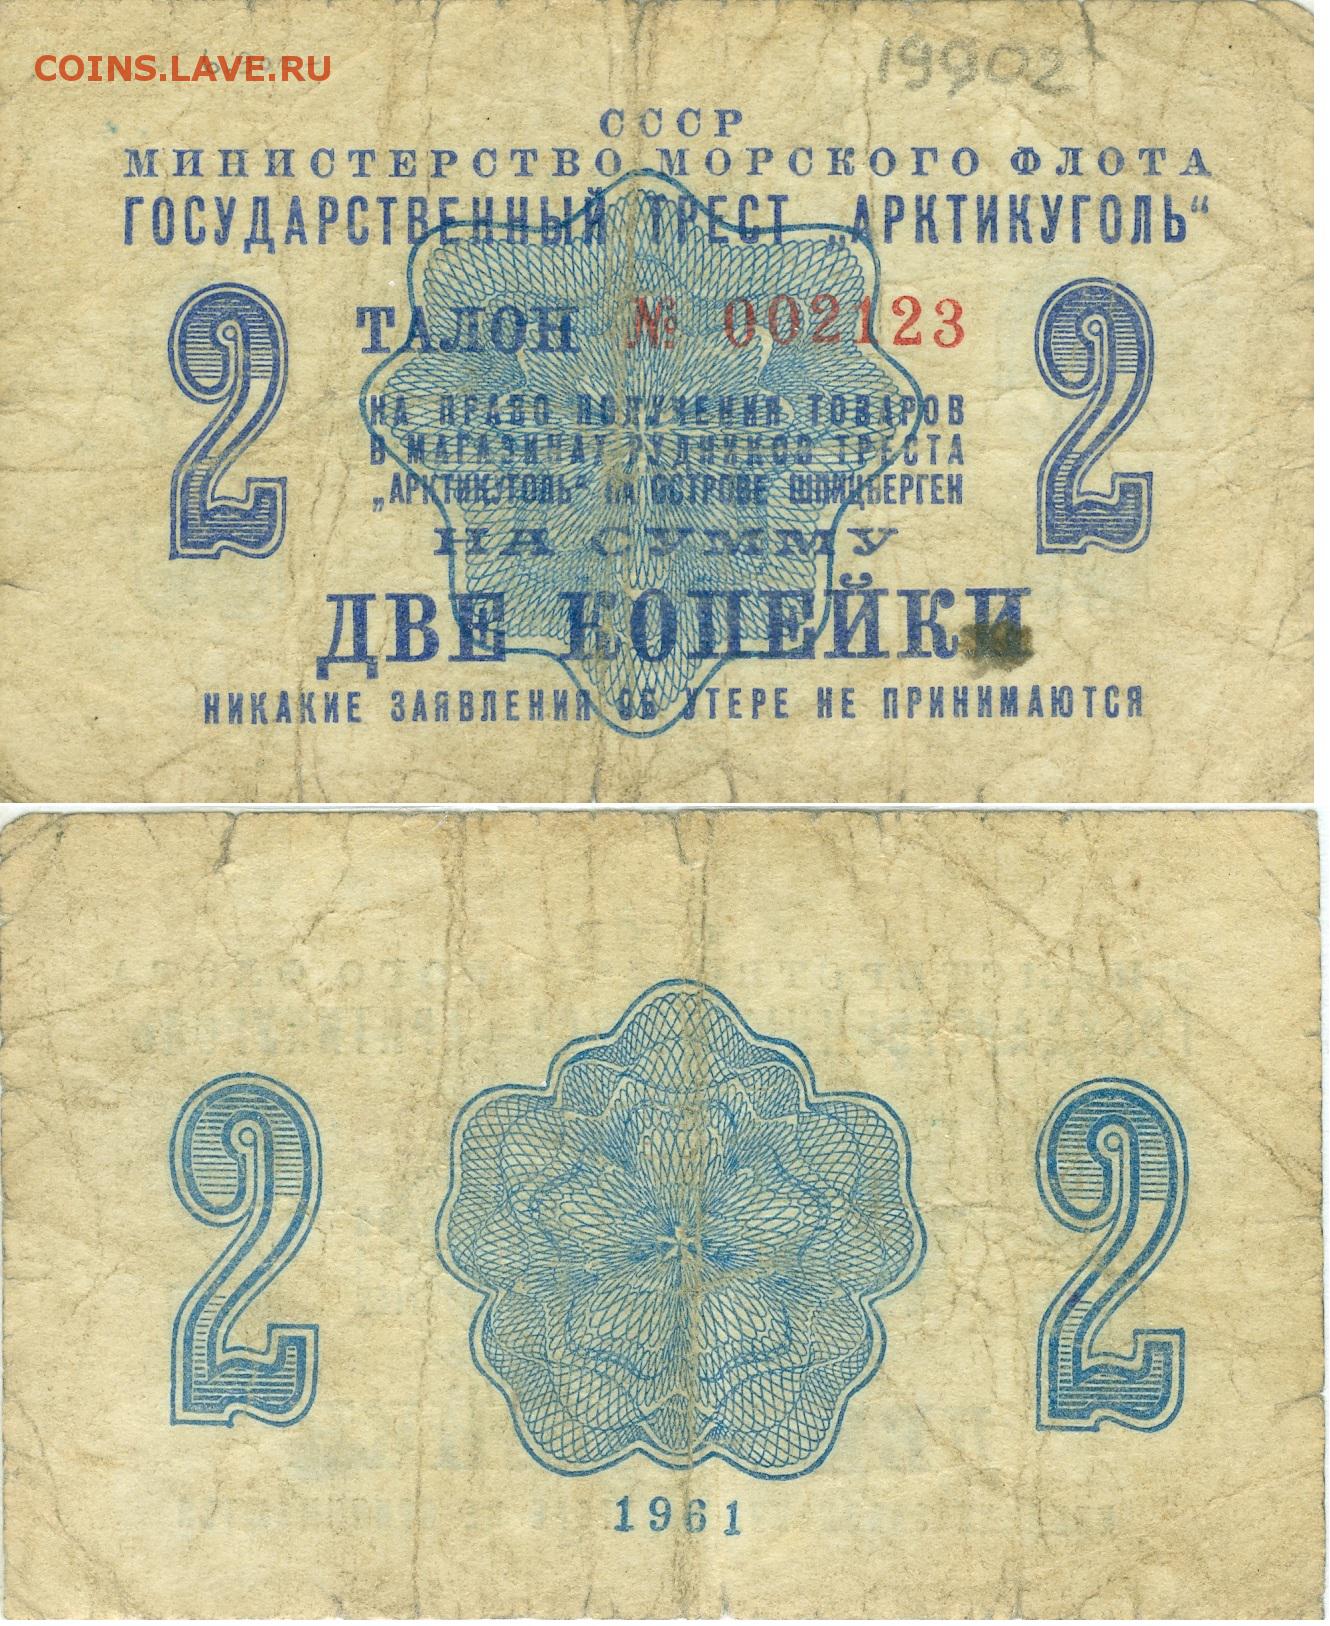 COINS.LAVE.RU
19902
СССР
МИНИСТЕРСТВО МОРСКОГО ФЛОТА
ГОСУДАРСТВЕННЫЙ ТРЕСТ „АРКТИКУГОЛЬ“
2 ТАЛОН № 002123 2
НА ПРАВО ПОЛУЧЕНИЯ ТОВАРОВ
В МАГАЗИНАХ РУДНИКОВ ТРЕСТА
„АРКТИКУГОЛЬ“ НА ОСТРОВЕ ШПИЦБЕРГЕН
НА СУММУ
ДВЕ КОПЕЙКИ
НИКАКИЕ ЗАЯВЛЕНИЯ ОБ УТЕРЕ НЕ ПРИНИМАЮТСЯ
2 2
1961